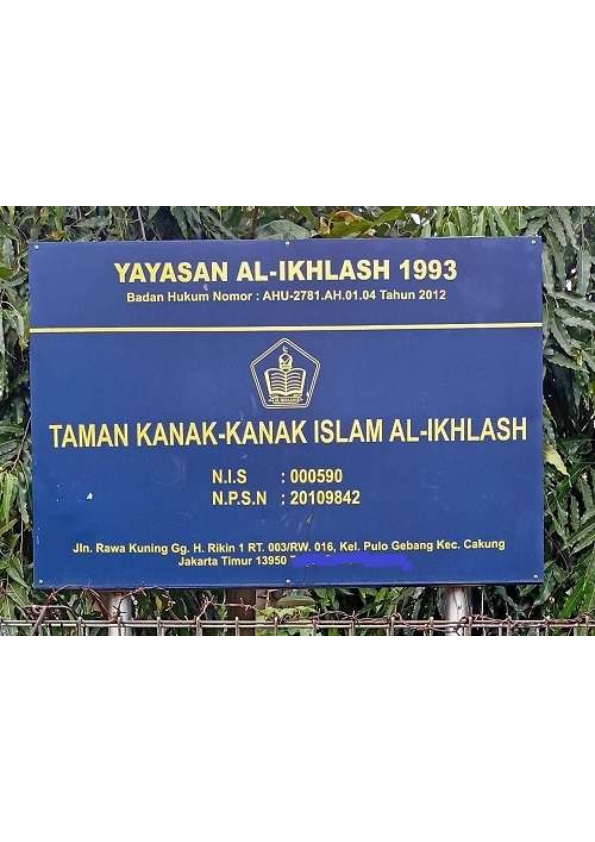 YAYASAN AL-IKHLASH 1993
Badan Hukum Nomor : AHU-2781.AH.01.04 Tahun 2012
TAMAN KANAK-KANAK ISLAM AL-IKHLASH
N.I.S : 000590
N.P.S.N : 20109842
Jln. Rawa Kuning Gg. H. Rikin 1 RT. 003/RW. 016, Kel. Pulo Gebang Kec. Cakung
Jakarta Timur 13950